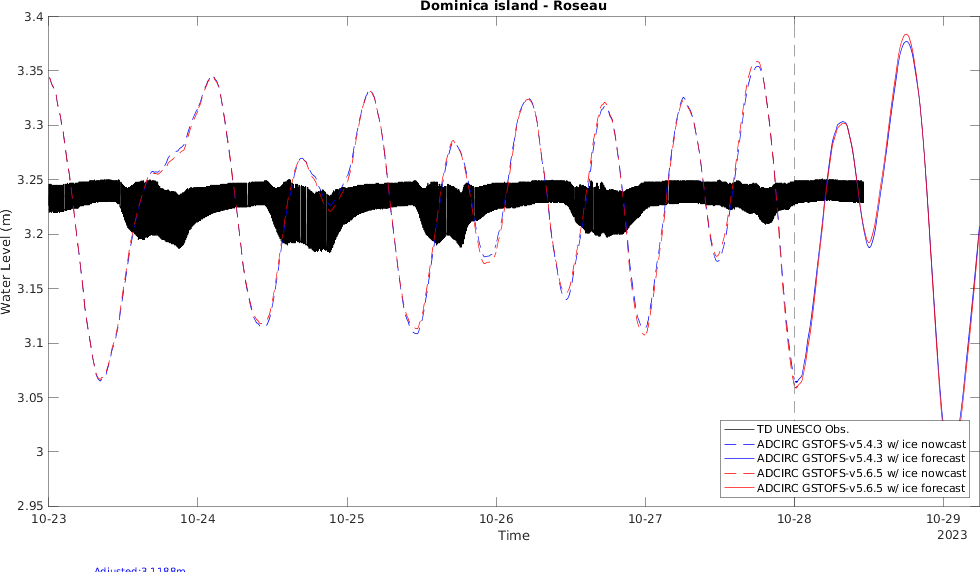 Dominica island - Roseau
3.4
3.35
3.3
3.25
3.2
3.15
3.1
3.05
3
2.95
Water Level (m)
10-23
10-24
10-25
10-26
10-27
10-28
10-29
Time
2023
TD UNESCO Obs.
ADCIRC GSTOFS-v5.4.3 w/ ice nowcast
ADCIRC GSTOFS-v5.4.3 w/ ice forecast
ADCIRC GSTOFS-v5.6.5 w/ ice nowcast
ADCIRC GSTOFS-v5.6.5 w/ ice forecast
Adjusted:3.1188m